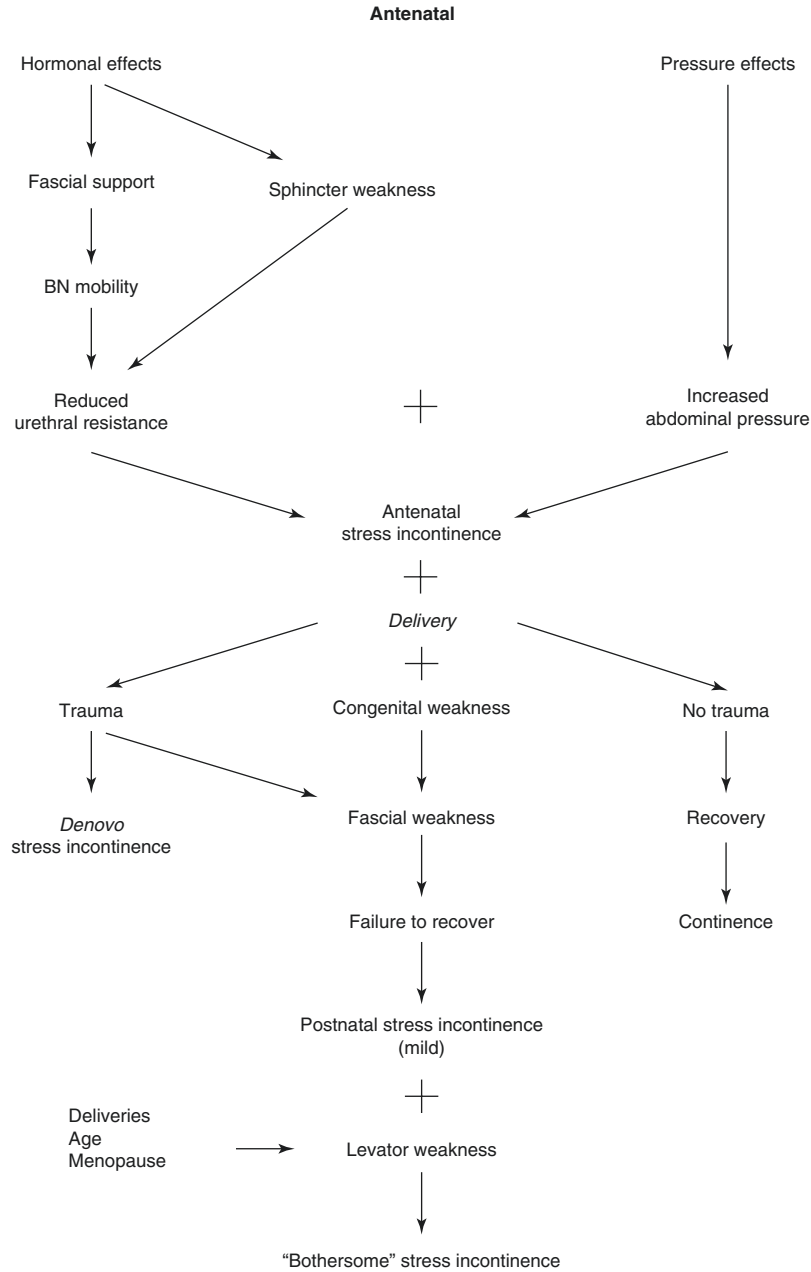 Antenatal
Hormonal effects
Pressure effects
Fascial support
Sphincter weakness
BN mobility
Reduced
urethral resistance
Increased
abdominal pressure
Antenatal
stress incontinence
Delivery
Trauma
Congenital weakness
No trauma
Denovo
stress incontinence
Fascial weakness
Recovery
Failure to recover
Continence
Postnatal stress incontinence
(mild)
Deliveries
Age
Menopause
Levator weakness
“Bothersome” stress incontinence